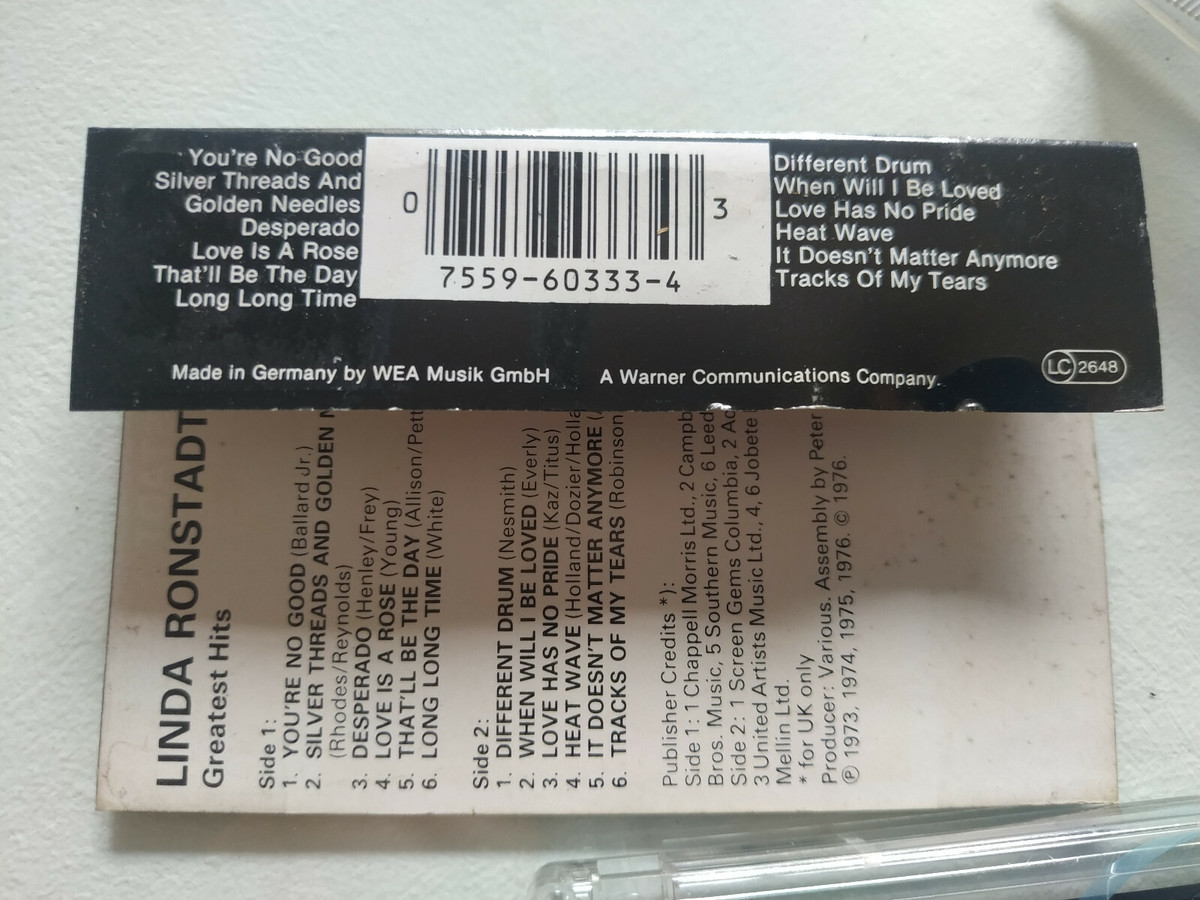 You're No Good
Silver Threads And
Golden Needles
Desperado
Love Is A Rose
That'll Be The Day
Long Long Time
0
3
7559-60333-4
Different Drum
When Will I Be Loved
Love Has No Pride
Heat Wave
It Doesn't Matter Anymore
Tracks Of My Tears
Made in Germany by WEA Musik GmbH
A Warner Communications Company.
LC 2648
LINDA RONSTADT
Greatest Hits
Side 1:
1. YOU'RE NO GOOD (Ballard Jr.)
2. SILVER THREADS AND GOLDEN
(Rhodes/Reynolds)
3. DESPERADO (Henley/Frey)
4. LOVE IS A ROSE (Young)
5. THAT'LL BE THE DAY (Allison/Pett
6. LONG LONG TIME (White)
Side 2:
1. DIFFERENT DRUM (Nesmith)
2. WHEN WILL I BE LOVED (Everly)
3. LOVE HAS NO PRIDE (Kaz/Titus)
4. HEAT WAVE (Holland/Dozier/Holla
5. IT DOESN'T MATTER ANYMORE (
6. TRACKS OF MY TEARS (Robinson
Publisher Credits *):
Side 1: 1 Chappell Morris Ltd., 2 Campb
Bros. Music, 5 Southern Music, 6 Leed
Side 2: 1 Screen Gems Columbia, 2 Ac
3 United Artists Music Ltd., 4, 6 Jobete
Mellin Ltd.
* for UK only
Producer: Various. Assembly by Peter
℗ 1973, 1974, 1975, 1976. © 1976.